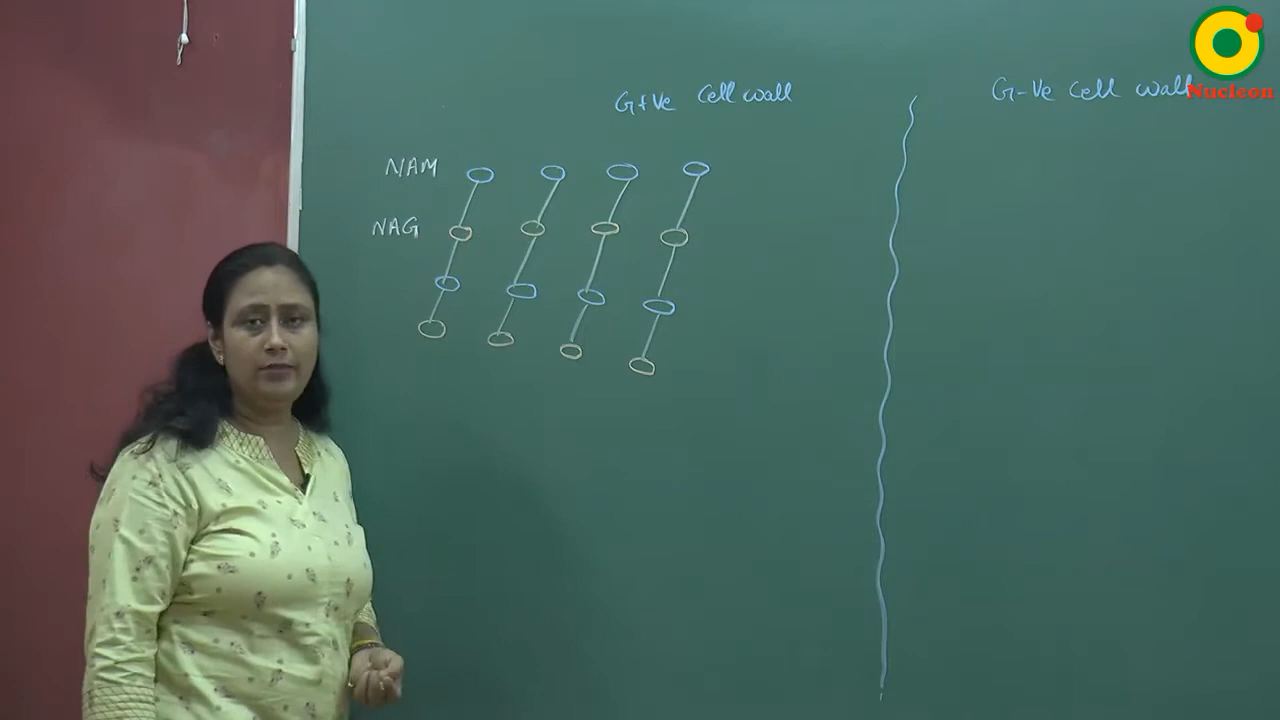 G+Ve Cell wall
G-Ve Cell wall
Nucleon
NAM
NAG